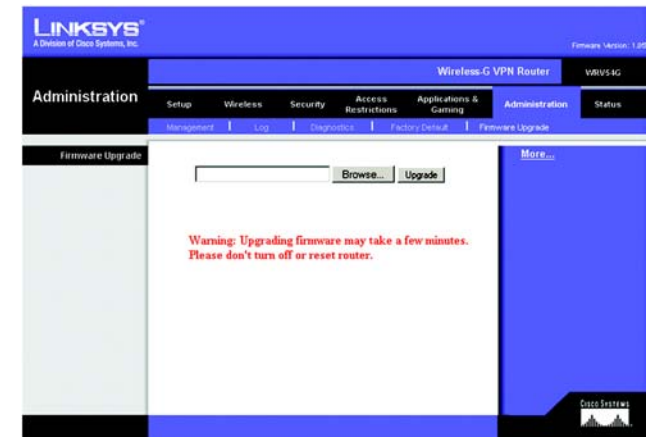 LINKSYS®
A Division of Cisco Systems, Inc.
Firmware Version: 1.0
Wireless-G VPN Router WRV54G
Administration
Setup Wireless Security Access Restrictions Applications & Gaming Administration Status
Management | Log | Diagnostics | Factory Default | Firmware Upgrade
Firmware Upgrade
Browse... Upgrade
More...
Warning: Upgrading firmware may take a few minutes.
Please don't turn off or reset router.
CISCO SYSTEMS